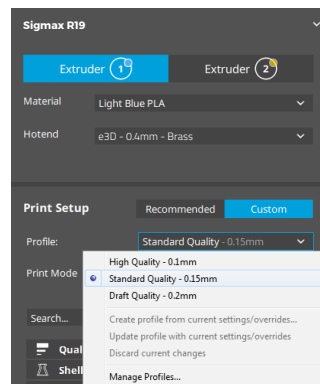 Sigmax R19
Extruder 1
Extruder 2
Material
Light Blue PLA
Hotend
e3D - 0.4mm - Brass
Print Setup
Recommended
Custom
Profile:
Standard Quality - 0.15mm
High Quality - 0.1mm
Print Mode
Standard Quality - 0.15mm
Draft Quality - 0.2mm
Search...
Create profile from current settings/overrides...
Update profile with current settings/overrides
Qual
Discard current changes
Shell
Manage Profiles...